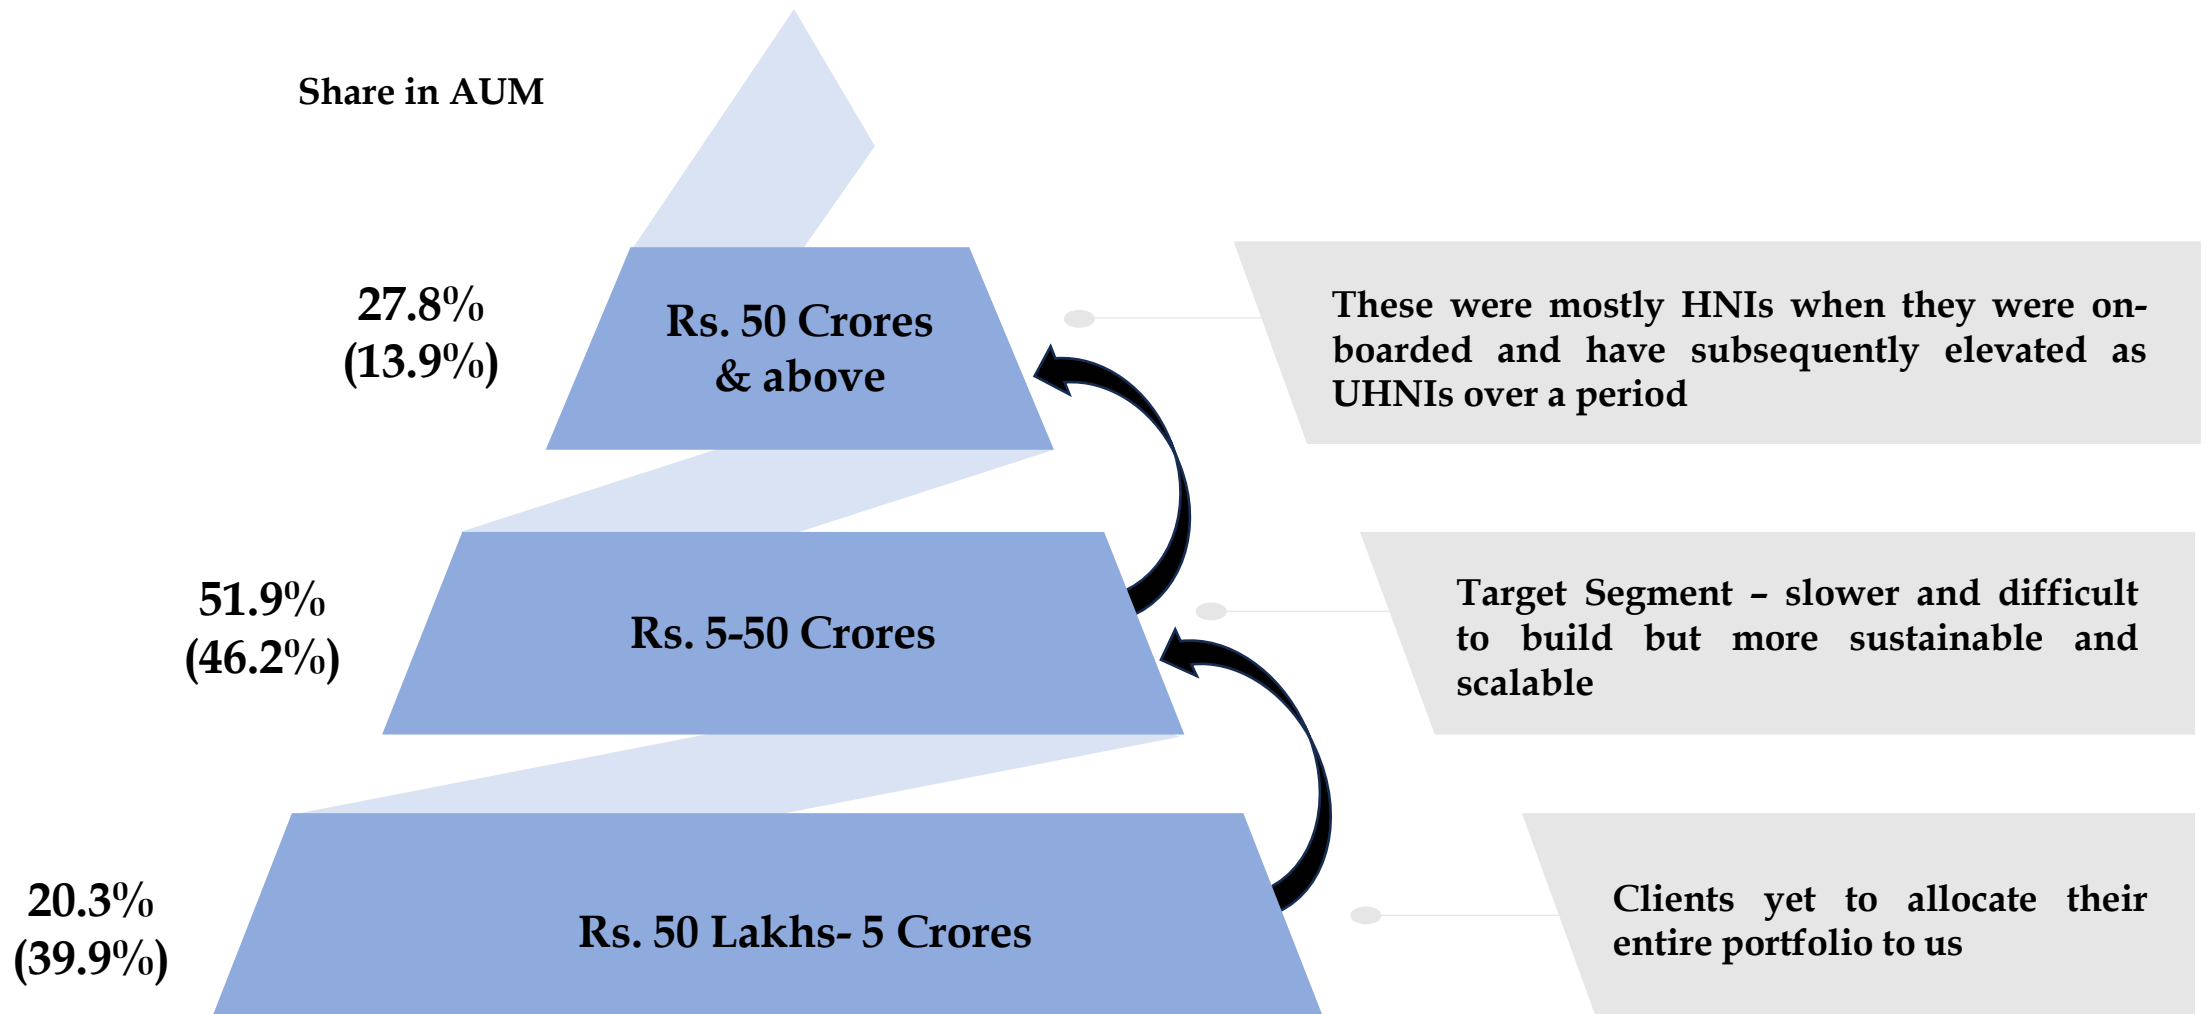 Share in AUM
27.8%
(13.9%)
Rs. 50 Crores
& above
These were mostly HNIs when they were on-
boarded and have subsequently elevated as
UHNIs over a period
51.9%
(46.2%)
Rs. 5-50 Crores
Target Segment – slower and difficult
to build but more sustainable and
scalable
20.3%
(39.9%)
Rs. 50 Lakhs- 5 Crores
Clients yet to allocate their
entire portfolio to us